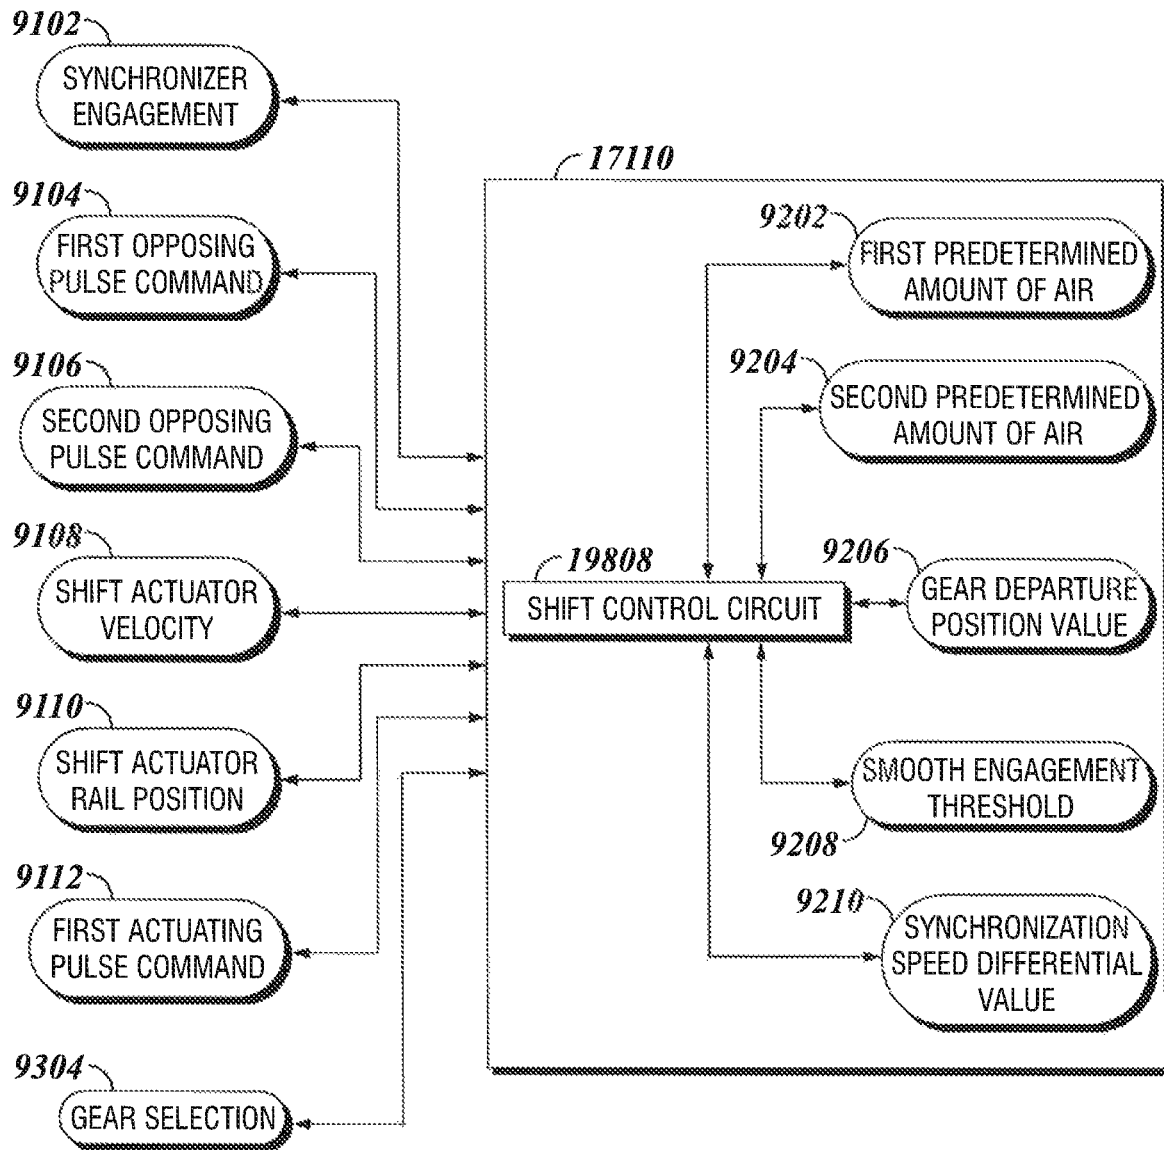 9102
SYNCHRONIZER
ENGAGEMENT
9104
FIRST OPPOSING
PULSE COMMAND
9106
SECOND OPPOSING
PULSE COMMAND
9108
SHIFT ACTUATOR
VELOCITY
9110
SHIFT ACTUATOR
RAIL POSITION
9112
FIRST ACTUATING
PULSE COMMAND
9304
GEAR SELECTION
17110
9202
FIRST PREDETERMINED
AMOUNT OF AIR
9204
SECOND PREDETERMINED
AMOUNT OF AIR
19808
SHIFT CONTROL CIRCUIT
9206
GEAR DEPARTURE
POSITION VALUE
SMOOTH ENGAGEMENT
THRESHOLD
9208
9210
SYNCHRONIZATION
SPEED DIFFERENTIAL
VALUE